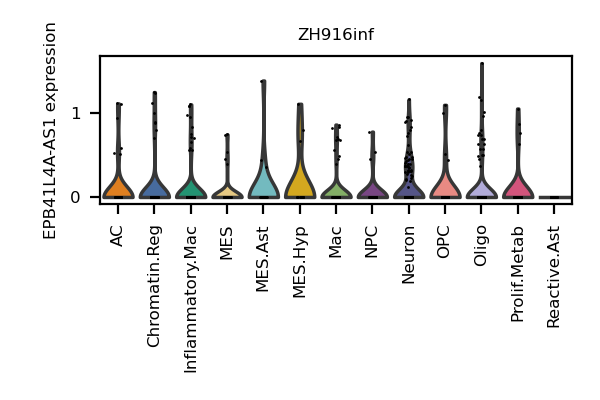 ZH916inf
EPB41L4A-AS1 expression
1
0
AC
Chromatin.Reg
Inflammatory.Mac
MES
MES.Ast
MES.Hyp
Mac
NPC
Neuron
OPC
Oligo
Prolif.Metab
Reactive.Ast